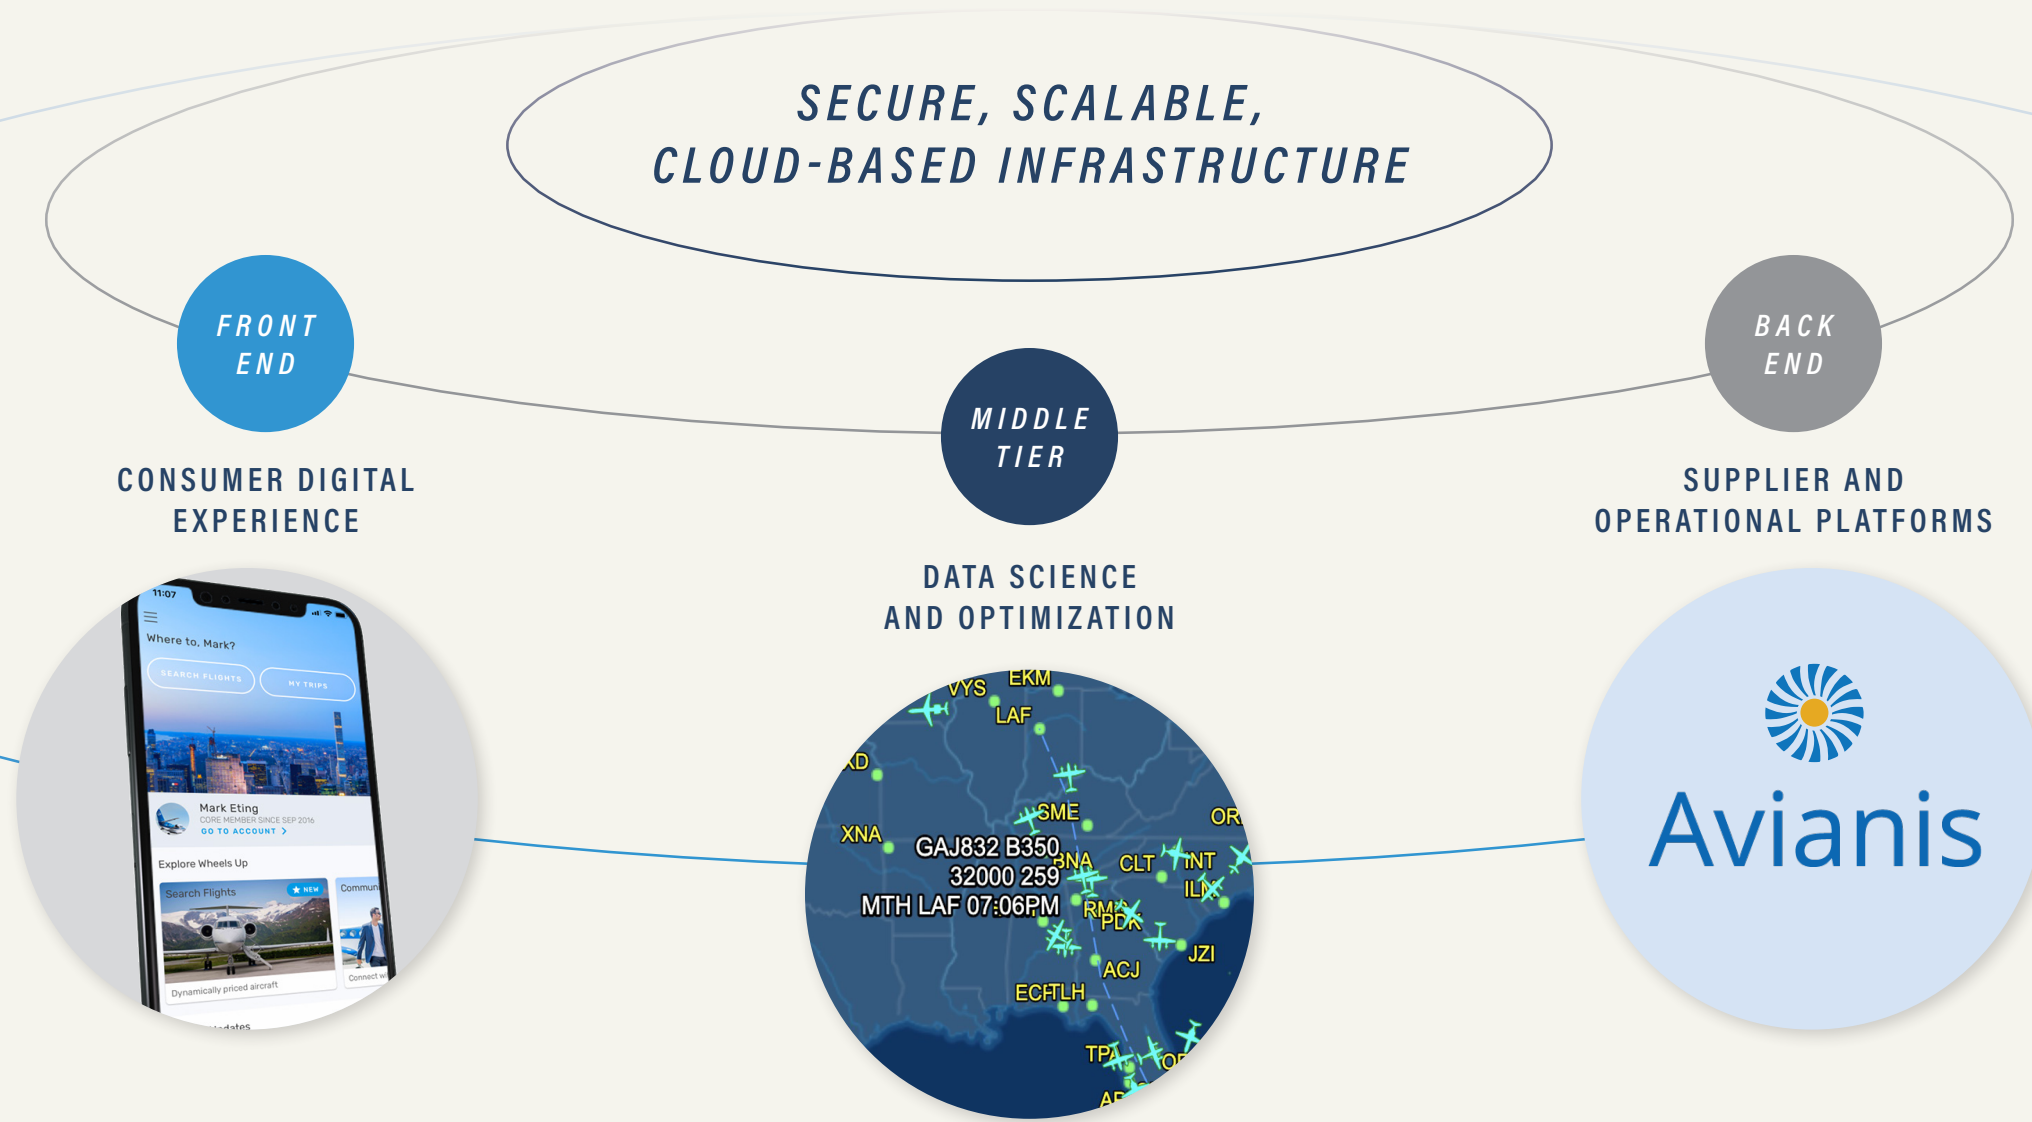 SECURE, SCALABLE,
CLOUD-BASED INFRASTRUCTURE
FRONT
END
MIDDLE
TIER
BACK
END
CONSUMER DIGITAL
EXPERIENCE
DATA SCIENCE
AND OPTIMIZATION
SUPPLIER AND
OPERATIONAL PLATFORMS
11:07
Where to, Mark?
SEARCH FLIGHTS
MY TRIPS
Mark Eting
CORE MEMBER SINCE SEP 2016
GO TO ACCOUNT
Explore Wheels Up
Search Flights
NEW
Dynamically priced aircraft
VYS
EKM
LAF
SME
XNA
GAJ832 B350
BNA
CLT
INT
32000 259
MTH LAF 07:06PM
PDK
JZI
ACJ
TLH
Avianis